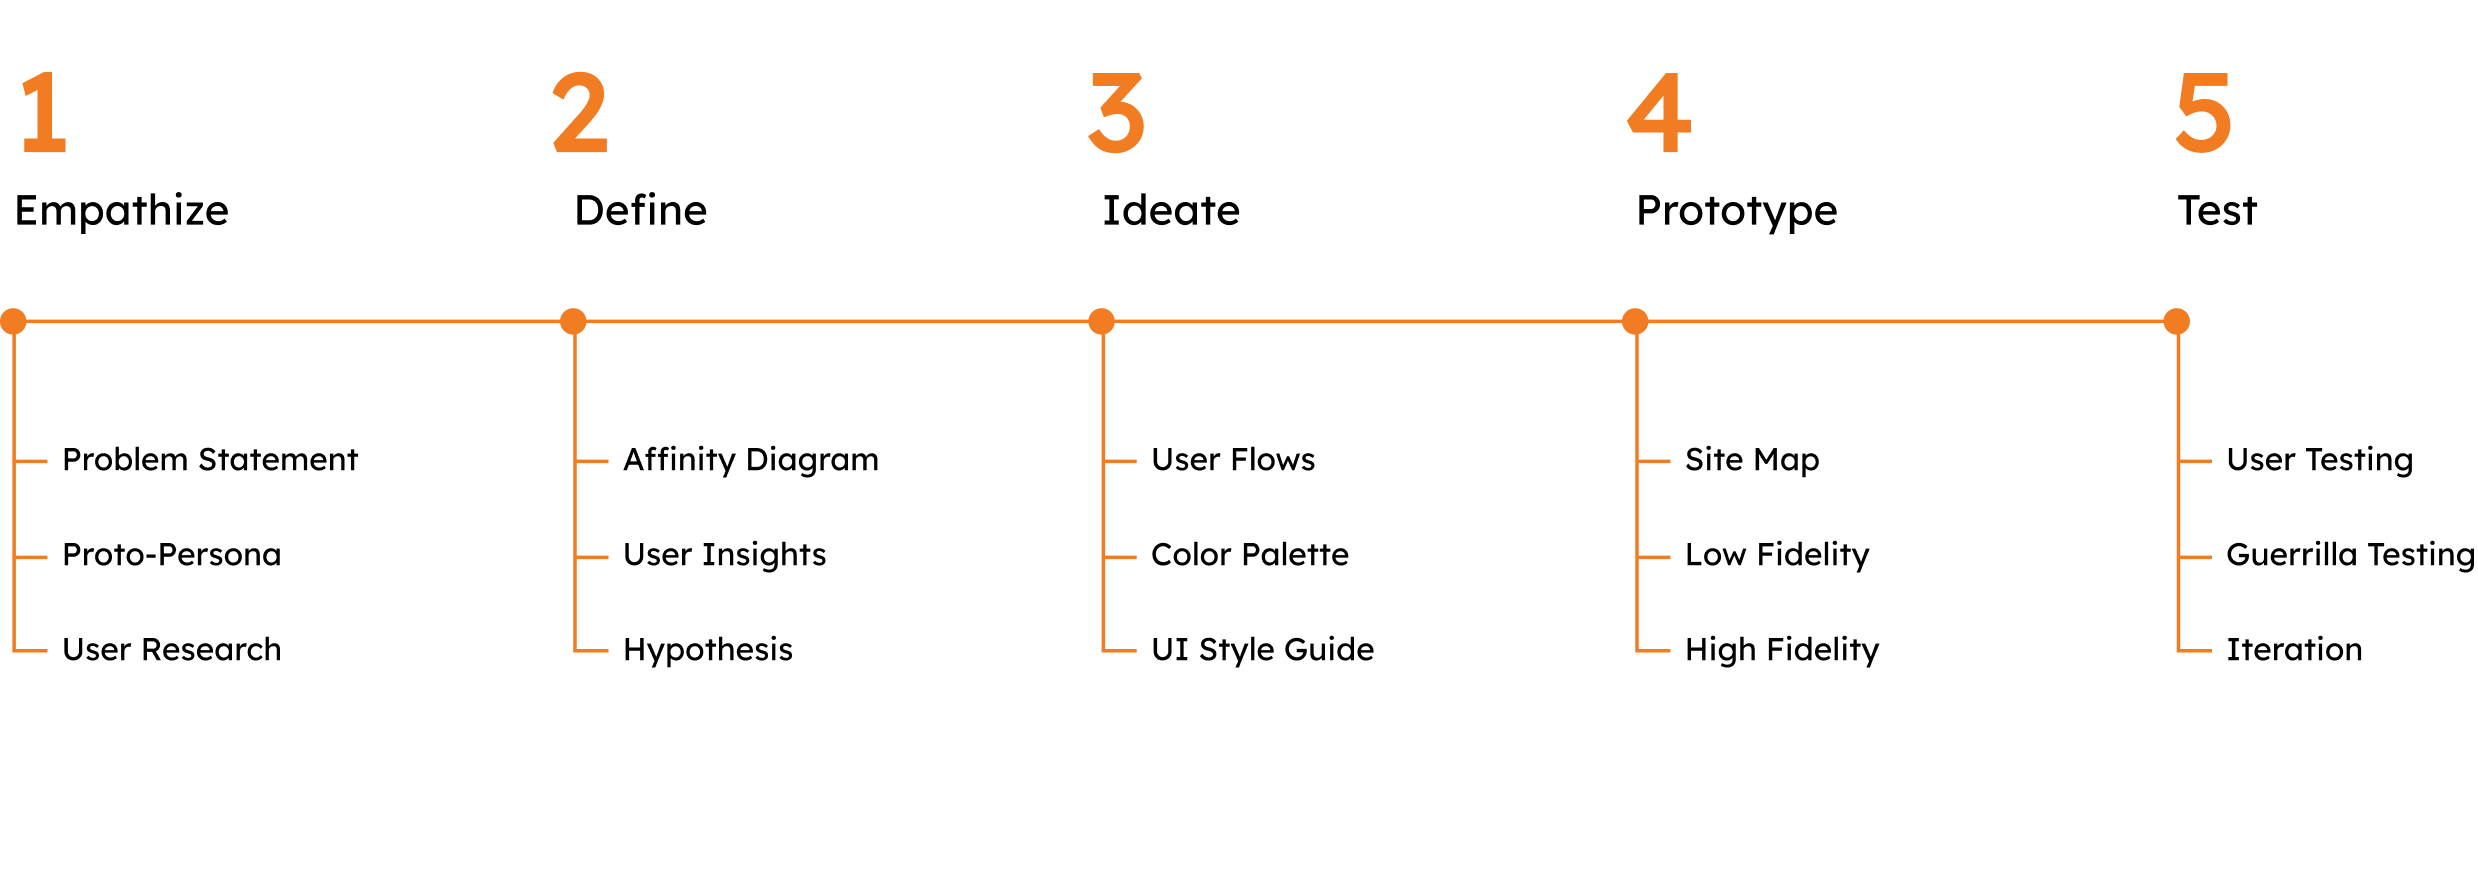 1
Empathize
Problem Statement
Proto-Persona
User Research
2
Define
Affinity Diagram
User Insights
Hypothesis
3
Ideate
User Flows
Color Palette
UI Style Guide
4
Prototype
Site Map
Low Fidelity
High Fidelity
5
Test
User Testing
Guerrilla Testing
Iteration